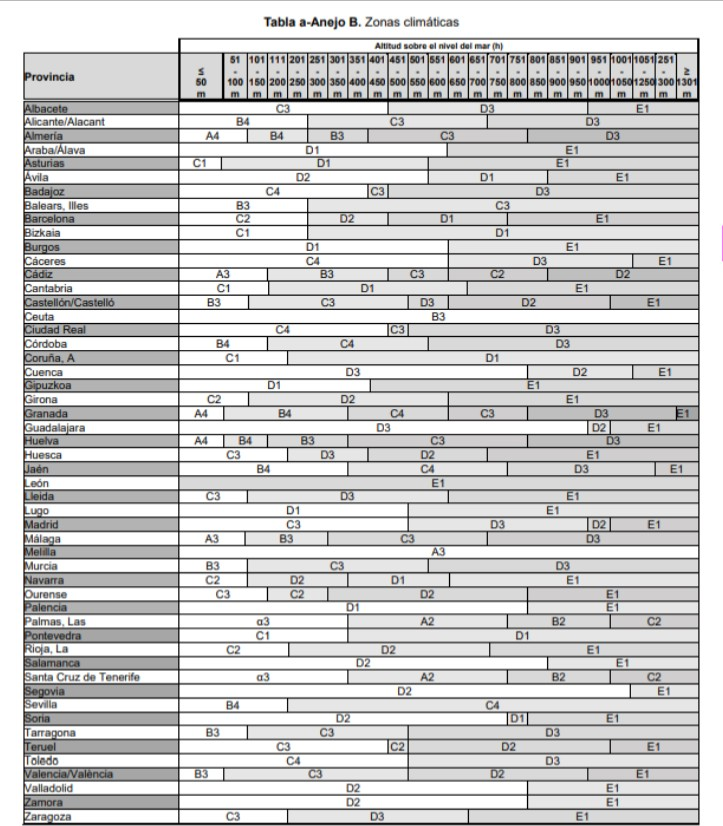 Tabla a-Anejo B. Zonas climáticas
Altitud sobre el nivel del mar (h)
Provincia ≤ 50 m 51 - 100 m 101 - 150 m 111 - 200 m 201 - 250 m 251 - 300 m 301 - 350 m 351 - 400 m 401 - 450 m 451 - 500 m 501 - 550 m 551 - 600 m 601 - 650 m 651 - 700 m 701 - 750 m 751 - 800 m 801 - 850 m 851 - 900 m 901 - 950 m 951 - 1000 m 1001 - 1050 m 1051 - 1250 m 251 - 300 m ≥ 1301 m
Albacete C3 D3 E1
Alicante/Alacant B4 C3 D3
Almería A4 B4 B3 C3 D3
Araba/Álava D1 E1
Asturias C1 D1 E1
Ávila D2 D1 E1
Badajoz C4 C3 D3
Balears, Illes B3 C3
Barcelona C2 D2 D1 E1
Bizkaia C1 D1
Burgos D1 E1
Cáceres C4 D3 E1
Cádiz A3 B3 C3 C2 D2
Cantabria C1 D1 E1
Castellón/Castelló B3 C3 D3 D2 E1
Ceuta B3
Ciudad Real C4 C3 D3
Córdoba B4 C4 D3
Coruña, A C1 D1
Cuenca D3 D2 E1
Gipuzkoa D1 E1
Girona C2 D2 E1
Granada A4 B4 C4 C3 D3 E1
Guadalajara D3 D2 E1
Huelva A4 B4 B3 C3 D3
Huesca C3 D3 D2 E1
Jaén B4 C4 D3 E1
León E1
Lleida C3 D3 E1
Lugo D1 E1
Madrid C3 D3 D2 E1
Málaga A3 B3 C3 D3
Melilla A3
Murcia B3 C3 D3
Navarra C2 D2 D1 E1
Ourense C3 C2 D2 E1
Palencia D1 E1
Palmas, Las α3 A2 B2 C2
Pontevedra C1 D1
Rioja, La C2 D2 E1
Salamanca D2 E1
Santa Cruz de Tenerife α3 A2 B2 C2
Segovia D2 E1
Sevilla B4 C4
Soria D2 D1 E1
Tarragona B3 C3 D3
Teruel C3 C2 D2 E1
Toledo C4 D3
Valencia/València B3 C3 D2 E1
Valladolid D2 E1
Zamora D2 E1
Zaragoza C3 D3 E1